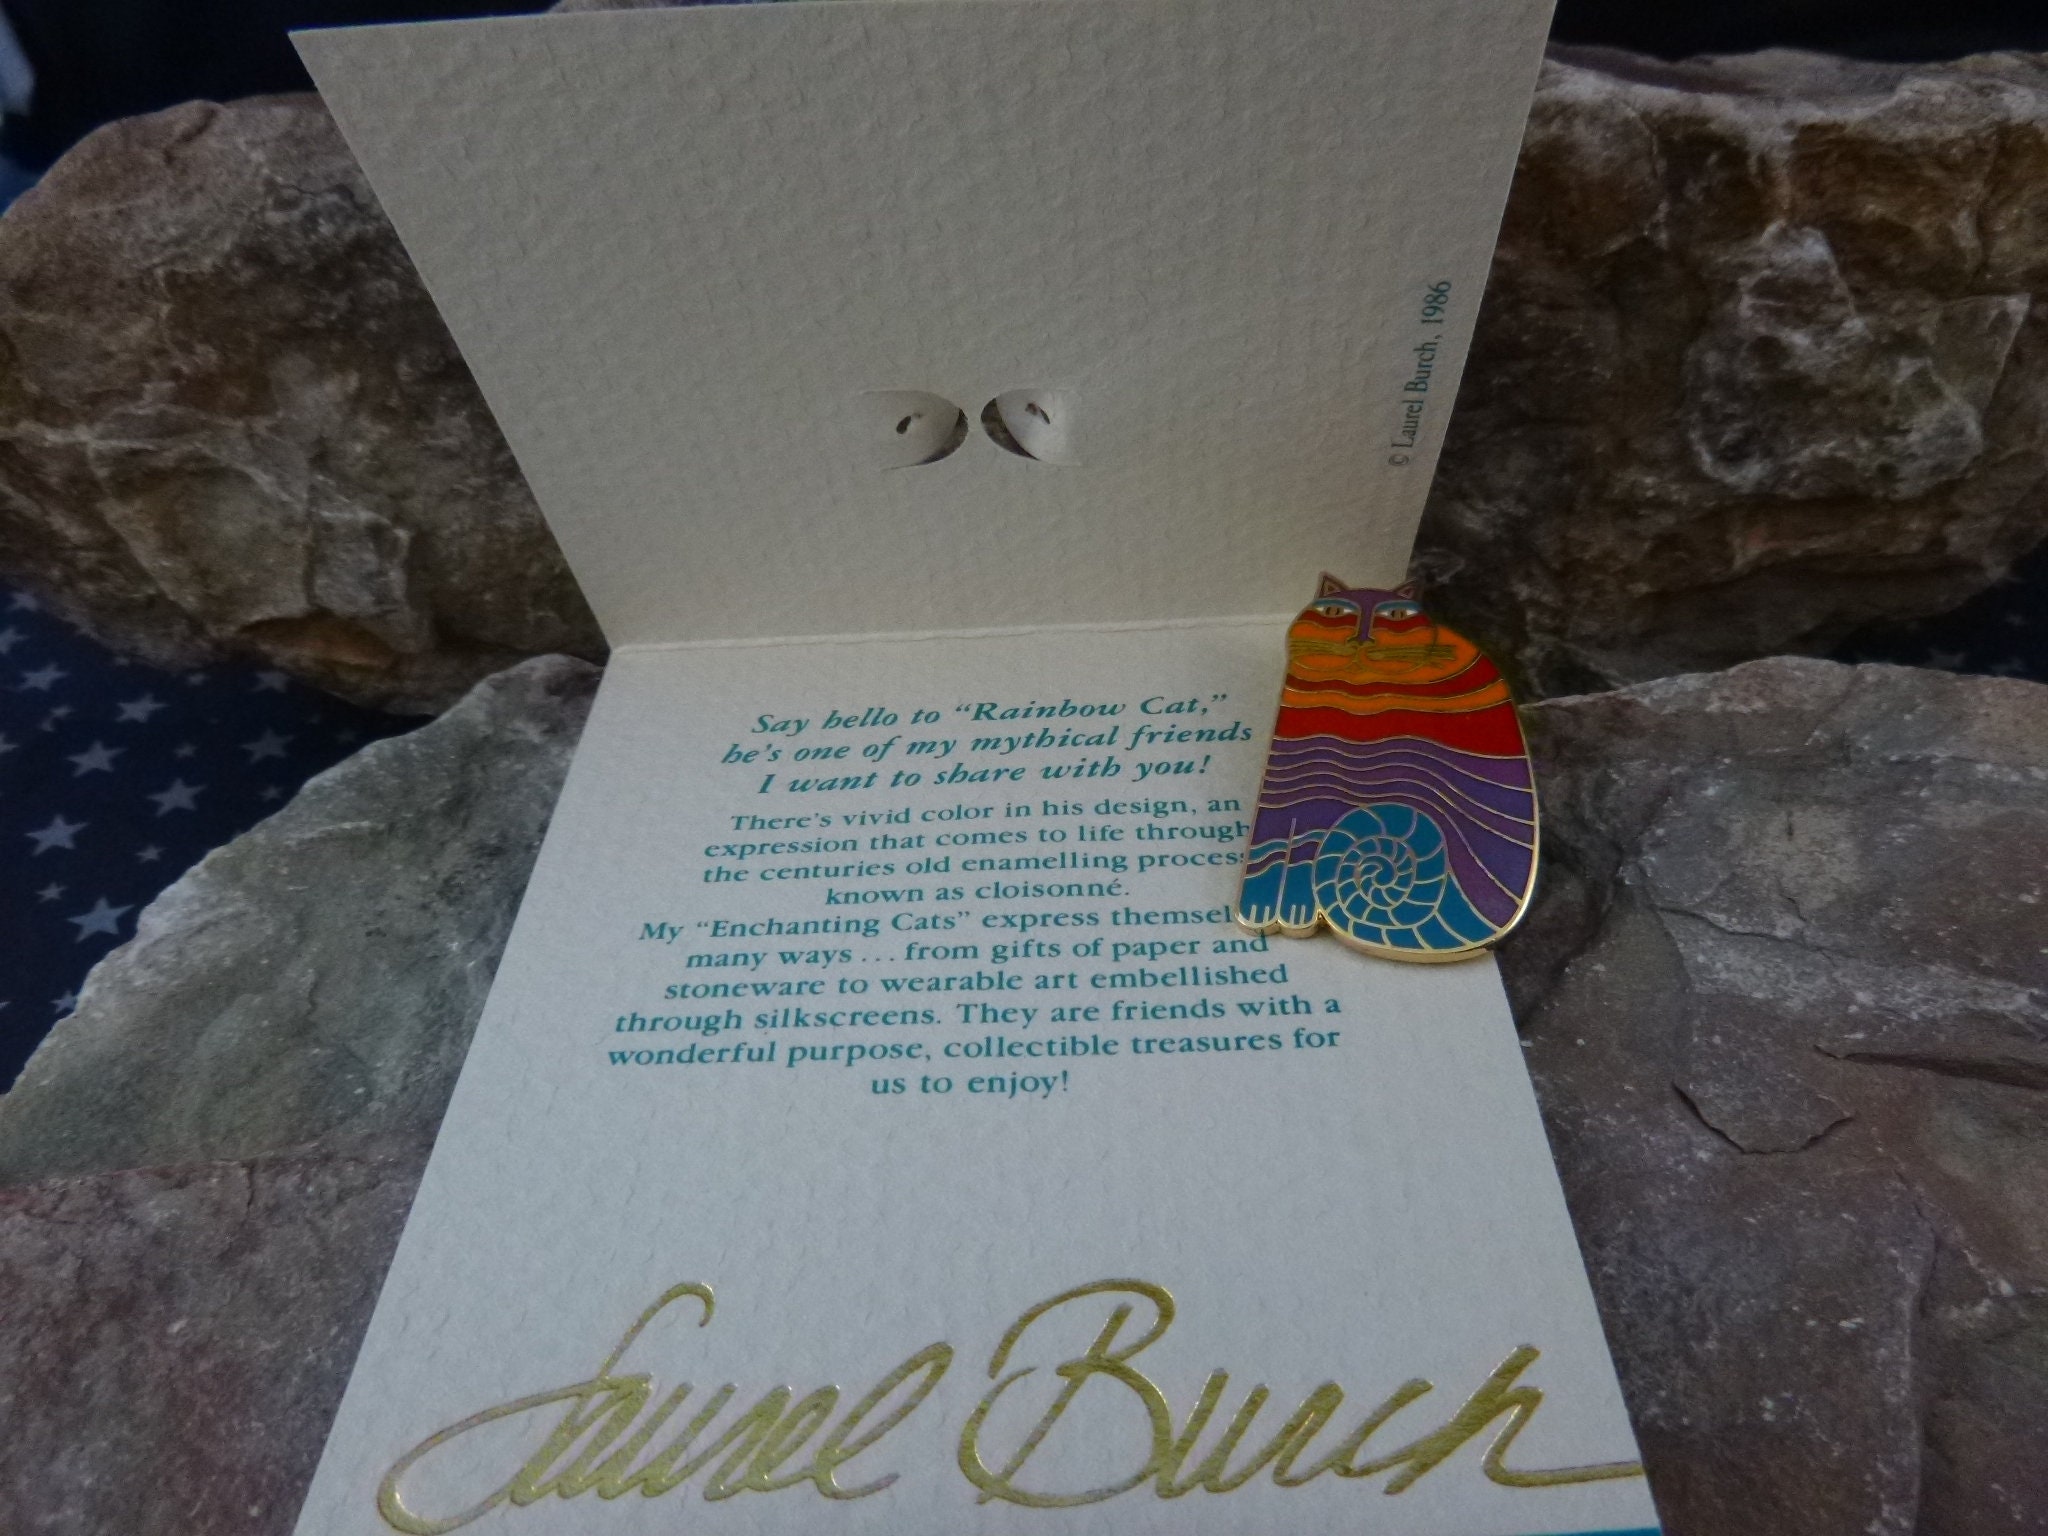 © Laurel Burch, 1986
Say hello to "Rainbow Cat,"
he's one of my mythical friends
I want to share with you!
There's vivid color in his design, an
expression that comes to life through
the centuries old enamelling process
known as cloisonné.
My "Enchanting Cats" express
many ways... from gifts of paper and
stoneware to wearable art embellished
through silkscreens. They are friends with a
wonderful purpose, collectible treasures for
us to enjoy!
Laurel Burch